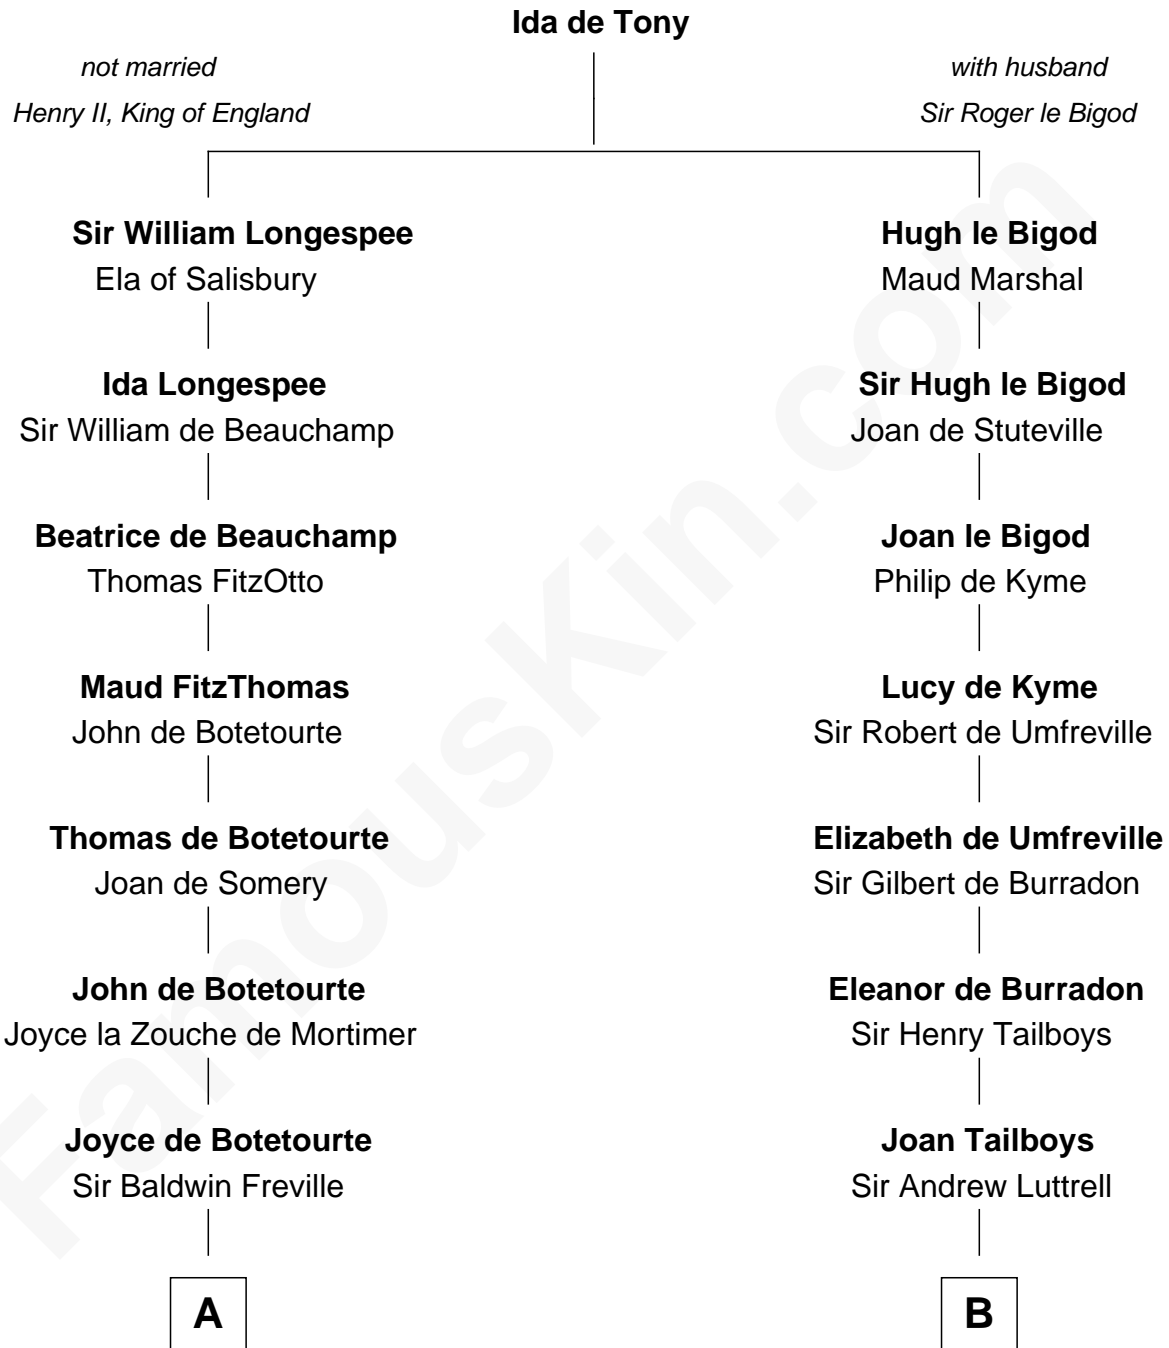 Ida de Tony
not married
Henry II, King of England
with husband
Sir Roger le Bigod
Sir William Longespee
Ela of Salisbury
Hugh le Bigod
Maud Marshal
Ida Longespee
Sir William de Beauchamp
Sir Hugh le Bigod
Joan de Stuteville
Beatrice de Beauchamp
Thomas FitzOtto
Joan le Bigod
Philip de Kyme
Maud FitzThomas
John de Botetourte
Lucy de Kyme
Sir Robert de Umfreville
Thomas de Botetourte
Joan de Somery
Elizabeth de Umfreville
Sir Gilbert de Burradon
John de Botetourte
Joyce la Zouche de Mortimer
Eleanor de Burradon
Sir Henry Tailboys
Joyce de Botetourte
Sir Baldwin Freville
Joan Tailboys
Sir Andrew Luttrell
A
B
FamousKin.com